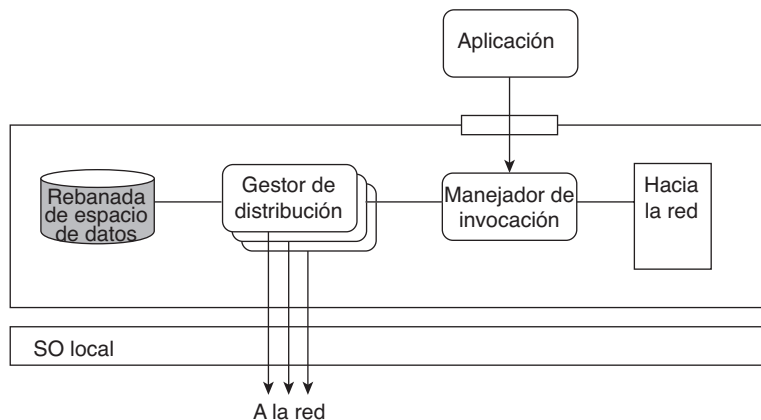 Aplicación
Rebanada
de espacio
de datos
Gestor de
distribución
Manejador de
invocación
Hacia
la red
SO local
A la red